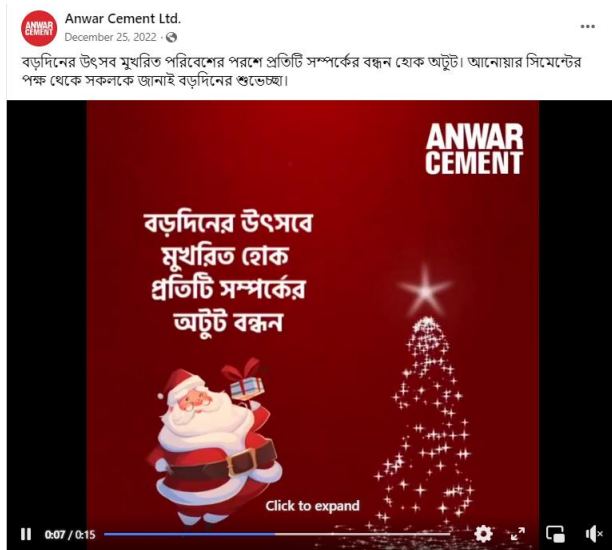 ANWAR CEMENT
Anwar Cement Ltd.
December 25, 2022 ·
বড়দিনের উৎসব মুখরিত পরিবেশের পরশে প্রতিটি সম্পর্কের বন্ধন হোক অটুট। আনোয়ার সিমেন্টের
পক্ষ থেকে সকলকে জানাই বড়দিনের শুভেচ্ছা।
ANWAR
CEMENT
বড়দিনের উৎসবে
মুখরিত হোক
প্রতিটি সম্পর্কের
অটুট বন্ধন
Click to expand
0:07 / 0:15